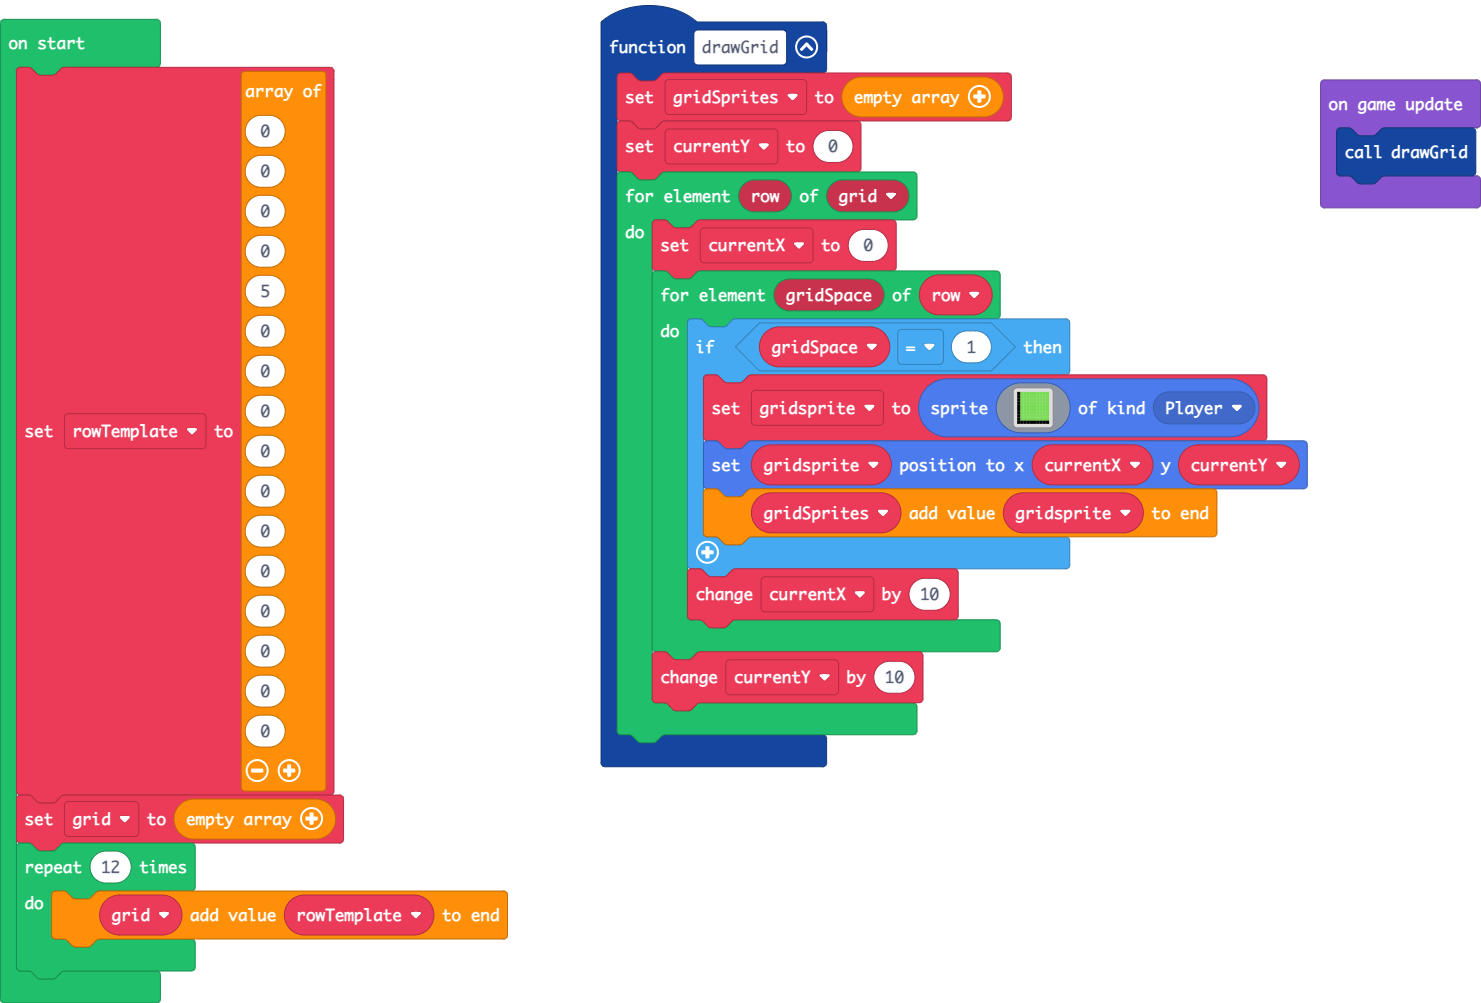 on start
array of
0
0
0
0
5
0
0
0
0
0
0
0
0
0
0
0
set rowTemplate to
set grid to empty array
repeat 12 times
do
grid add value rowTemplate to end
function drawGrid
set gridSprites to empty array
set currentY to 0
for element row of grid
do
set currentX to 0
for element gridSpace of row
do
if gridSpace = 1 then
set gridsprite to sprite of kind Player
set gridsprite position to x currentX y currentY
gridSprites add value gridsprite to end
change currentX by 10
change currentY by 10
on game update
call drawGrid